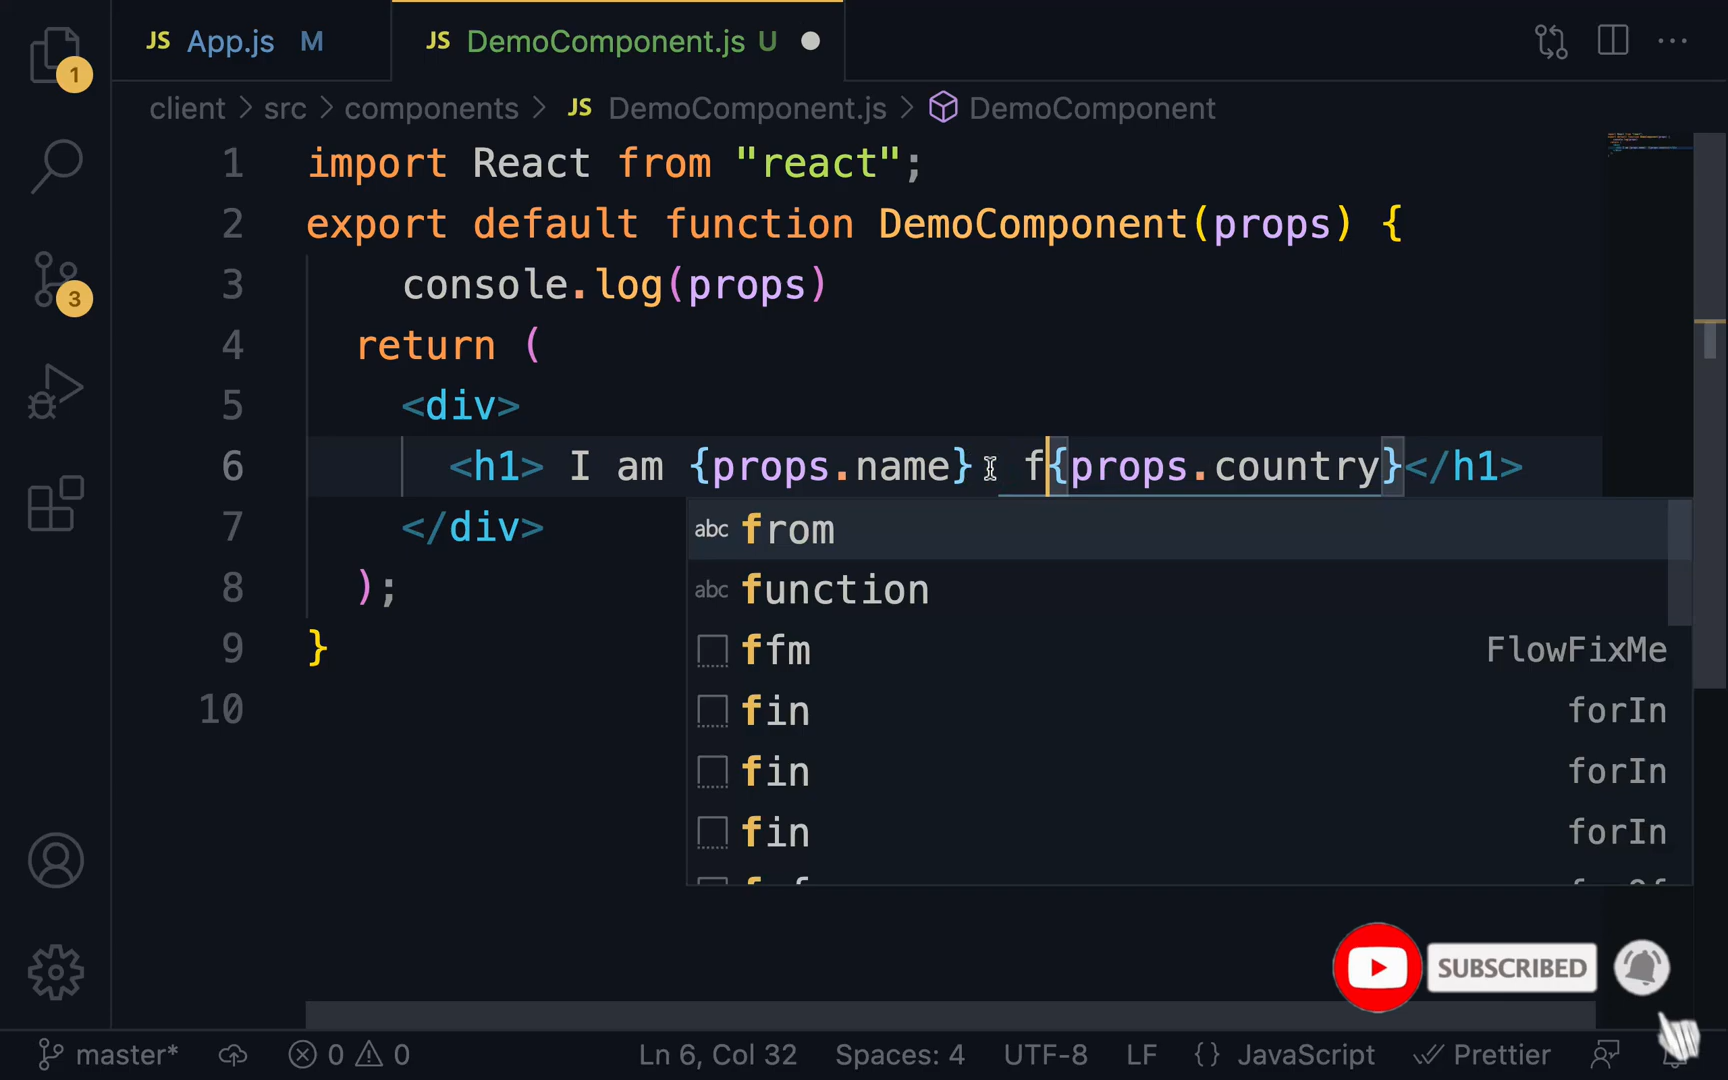 JS App.js M JS DemoComponent.js U
1
client > src > components > JS DemoComponent.js > DemoComponent
1 import React from "react";
2 export default function DemoComponent(props) {
3 console.log(props)
3
4 return (
5 <div>
6 <h1> I am {props.name} f{props.country}</h1>
7 </div>
8 );
9 }
10
abc from
abc function
ffm FlowFixMe
fin forIn
fin forIn
fin forIn
SUBSCRIBED
master* 0 0 Ln 6, Col 32 Spaces: 4 UTF-8 LF {} JavaScript Prettier